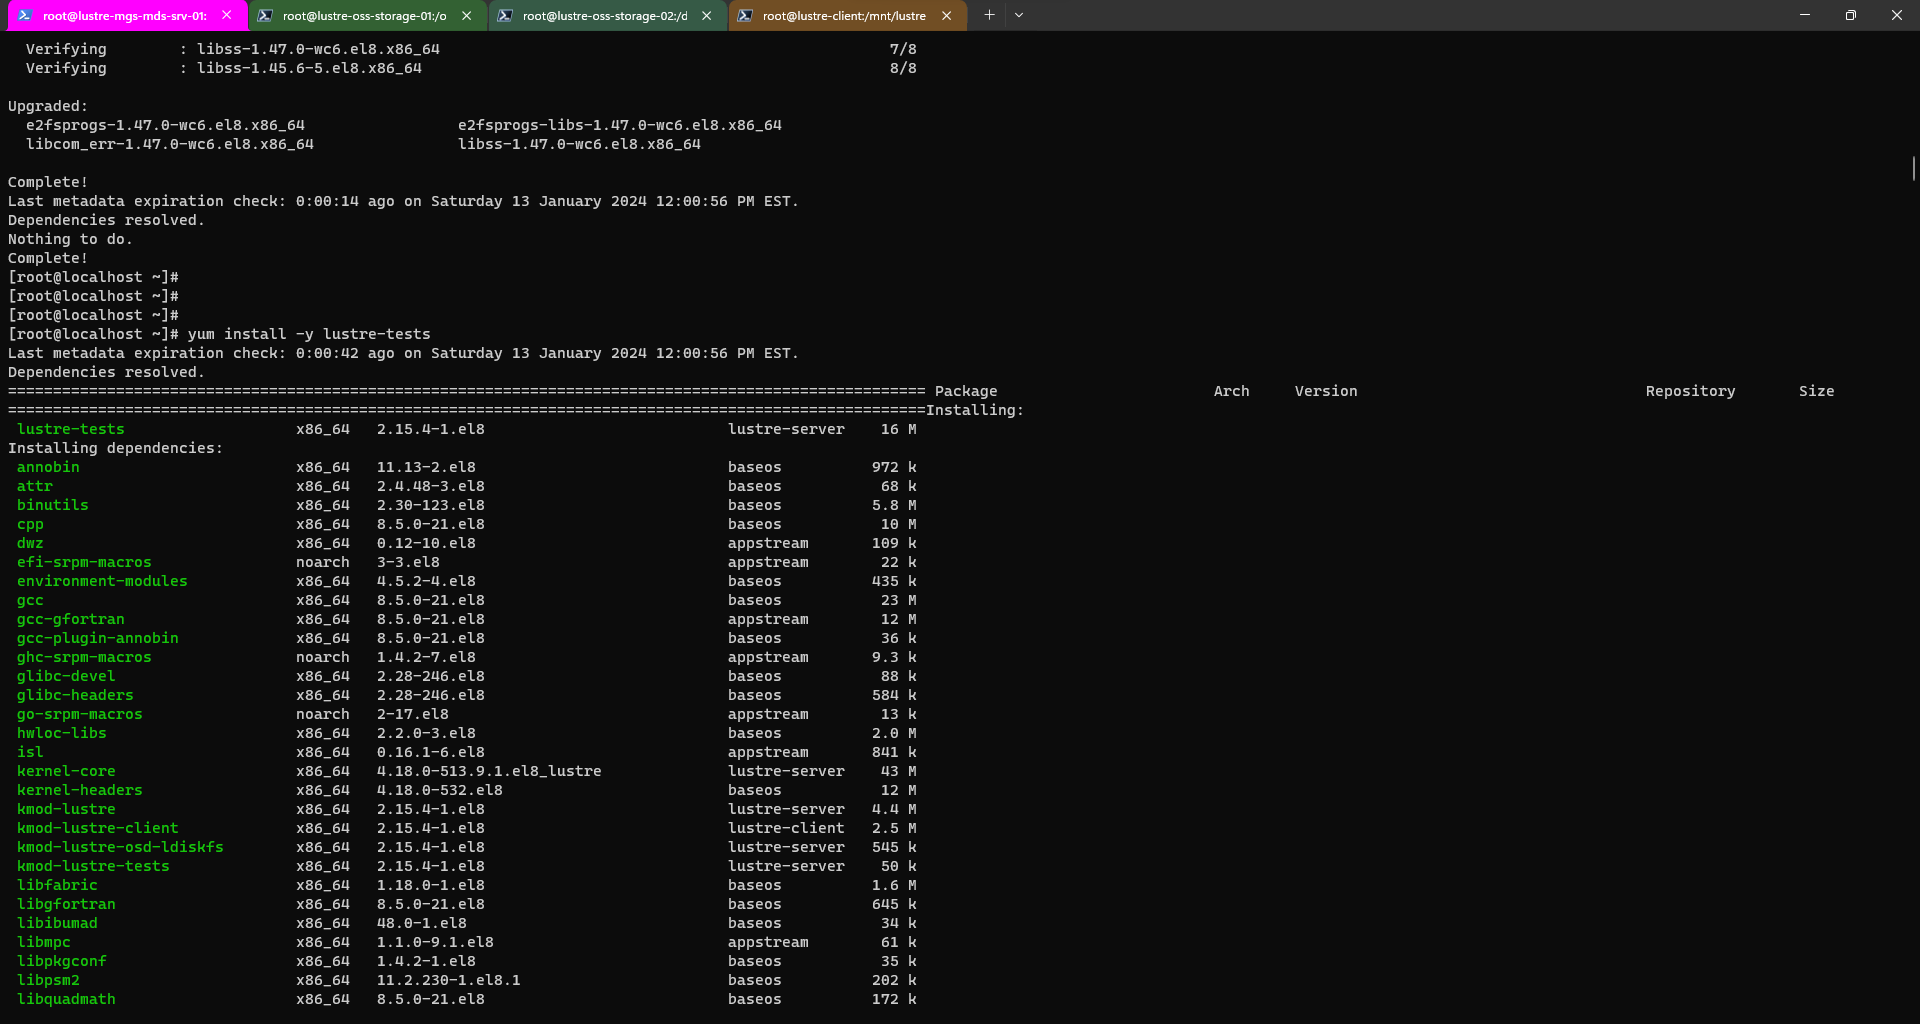 root@lustre-mgs-mds-srv-01: root@lustre-oss-storage-01:/o root@lustre-oss-storage-02:/d root@lustre-client:/mnt/lustre
Verifying : libss-1.47.0-wc6.el8.x86_64 7/8
Verifying : libss-1.45.6-5.el8.x86_64 8/8
Upgraded:
e2fsprogs-1.47.0-wc6.el8.x86_64 e2fsprogs-libs-1.47.0-wc6.el8.x86_64
libcom_err-1.47.0-wc6.el8.x86_64 libss-1.47.0-wc6.el8.x86_64
Complete!
Last metadata expiration check: 0:00:14 ago on Saturday 13 January 2024 12:00:56 PM EST.
Dependencies resolved.
Nothing to do.
Complete!
[root@localhost ~]#
[root@localhost ~]#
[root@localhost ~]#
[root@localhost ~]# yum install -y lustre-tests
Last metadata expiration check: 0:00:42 ago on Saturday 13 January 2024 12:00:56 PM EST.
Dependencies resolved.
====================================================================================================== Package Arch Version Repository Size
======================================================================================================Installing:
lustre-tests x86_64 2.15.4-1.el8 lustre-server 16 M
Installing dependencies:
annobin x86_64 11.13-2.el8 baseos 972 k
attr x86_64 2.4.48-3.el8 baseos 68 k
binutils x86_64 2.30-123.el8 baseos 5.8 M
cpp x86_64 8.5.0-21.el8 baseos 10 M
dwz x86_64 0.12-10.el8 appstream 109 k
efi-srpm-macros noarch 3-3.el8 appstream 22 k
environment-modules x86_64 4.5.2-4.el8 baseos 435 k
gcc x86_64 8.5.0-21.el8 baseos 23 M
gcc-gfortran x86_64 8.5.0-21.el8 appstream 12 M
gcc-plugin-annobin x86_64 8.5.0-21.el8 baseos 36 k
ghc-srpm-macros noarch 1.4.2-7.el8 appstream 9.3 k
glibc-devel x86_64 2.28-246.el8 baseos 88 k
glibc-headers x86_64 2.28-246.el8 baseos 584 k
go-srpm-macros noarch 2-17.el8 appstream 13 k
hwloc-libs x86_64 2.2.0-3.el8 baseos 2.0 M
isl x86_64 0.16.1-6.el8 appstream 841 k
kernel-core x86_64 4.18.0-513.9.1.el8_lustre lustre-server 43 M
kernel-headers x86_64 4.18.0-532.el8 baseos 12 M
kmod-lustre x86_64 2.15.4-1.el8 lustre-server 4.4 M
kmod-lustre-client x86_64 2.15.4-1.el8 lustre-client 2.5 M
kmod-lustre-osd-ldiskfs x86_64 2.15.4-1.el8 lustre-server 545 k
kmod-lustre-tests x86_64 2.15.4-1.el8 lustre-server 50 k
libfabric x86_64 1.18.0-1.el8 baseos 1.6 M
libgfortran x86_64 8.5.0-21.el8 baseos 645 k
libibumad x86_64 48.0-1.el8 baseos 34 k
libmpc x86_64 1.1.0-9.1.el8 appstream 61 k
libpkgconf x86_64 1.4.2-1.el8 baseos 35 k
libpsm2 x86_64 11.2.230-1.el8.1 baseos 202 k
libquadmath x86_64 8.5.0-21.el8 baseos 172 k